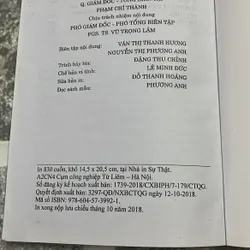 Q. GIÁM ĐỐC - TỔNG BIÊN TẬP
PHẠM CHÍ THÀNH
Chịu trách nhiệm nội dung
PHÓ GIÁM ĐỐC - PHÓ TỔNG BIÊN TẬP
PGS. TS. VŨ TRỌNG LÂM
Biên tập nội dung: VĂN THỊ THANH HƯƠNG
NGUYỄN THỊ PHƯƠNG ANH
Trình bày bìa: ĐẶNG THU CHỈNH
Chế bản vi tính: LÊ MINH ĐỨC
Sửa bản in: ĐỖ THANH HOÀNG
Đọc sách mẫu: PHƯƠNG ANH
In 830 cuốn, khổ 14,5 x 20,5 cm, tại Nhà in Sự Thật.
A2CN4 Cụm công nghiệp Từ Liêm - Hà Nội.
Số đăng ký kế hoạch xuất bản: 1739-2018/CXBIPH/7-179/CTQG.
Quyết định xuất bản: 3297-QĐ/NXBCTQG ngày 12-10-2018.
Mã số ISBN: 978-604-57-3992-1.
In xong nộp lưu chiểu tháng 10 năm 2018.